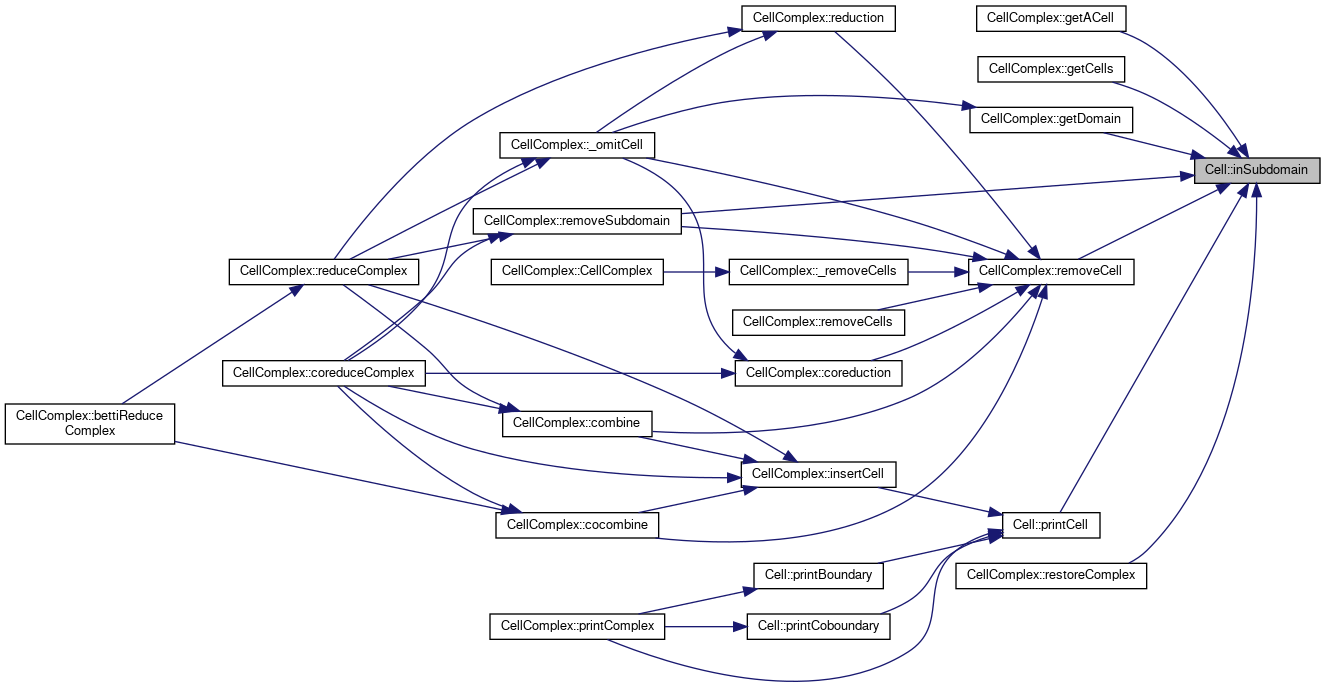 CellComplex::reduction
CellComplex::getACell
CellComplex::getCells
CellComplex::getDomain
CellComplex::_omitCell
Cell::inSubdomain
CellComplex::removeSubdomain
CellComplex::reduceComplex
CellComplex::CellComplex
CellComplex::_removeCells
CellComplex::removeCell
CellComplex::removeCells
CellComplex::coreduceComplex
CellComplex::coreduction
CellComplex::bettiReduce
Complex
CellComplex::combine
CellComplex::insertCell
CellComplex::cocombine
Cell::printCell
Cell::printBoundary
CellComplex::restoreComplex
CellComplex::printComplex
Cell::printCoboundary